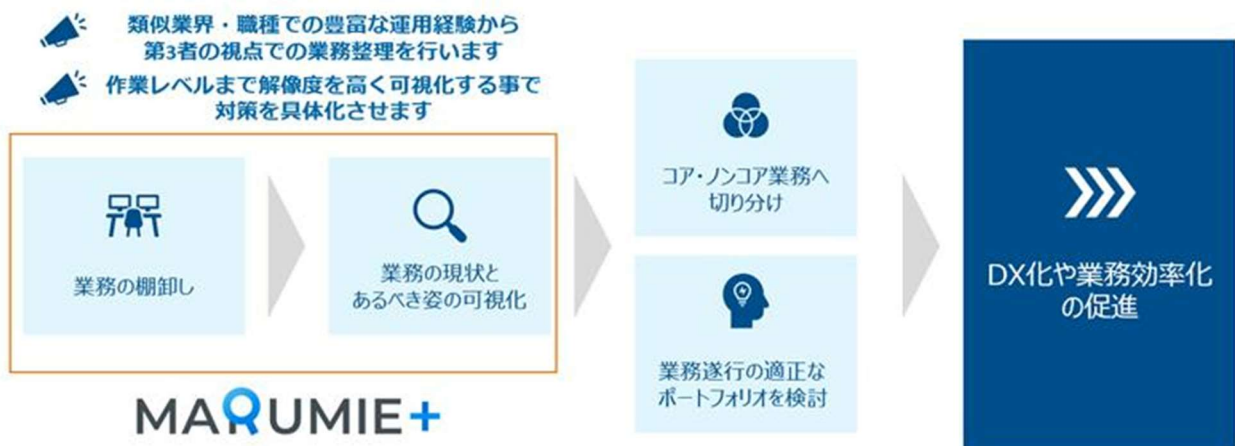 類似業界・職種での豊富な運用経験から
第3者の視点での業務整理を行います
作業レベルまで解像度を高く可視化する事で
対策を具体化させます
業務の棚卸し
業務の現状と
あるべき姿の可視化
MARUMIE+
コア・ノンコア業務へ
切り分け
業務遂行の適正な
ポートフォリオを検討
DX化や業務効率化
の促進